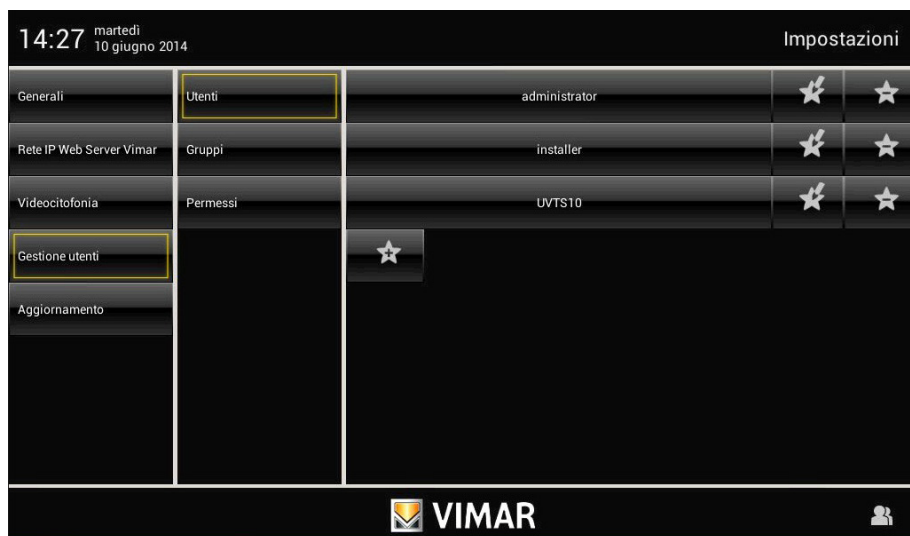 14:27 martedì
10 giugno 2014
Impostazioni
Generali
Utenti
administrator
Rete IP Web Server Vimar
Gruppi
installer
Videocitofonia
Permessi
UVTS10
Gestione utenti
Aggiornamento
VIMAR